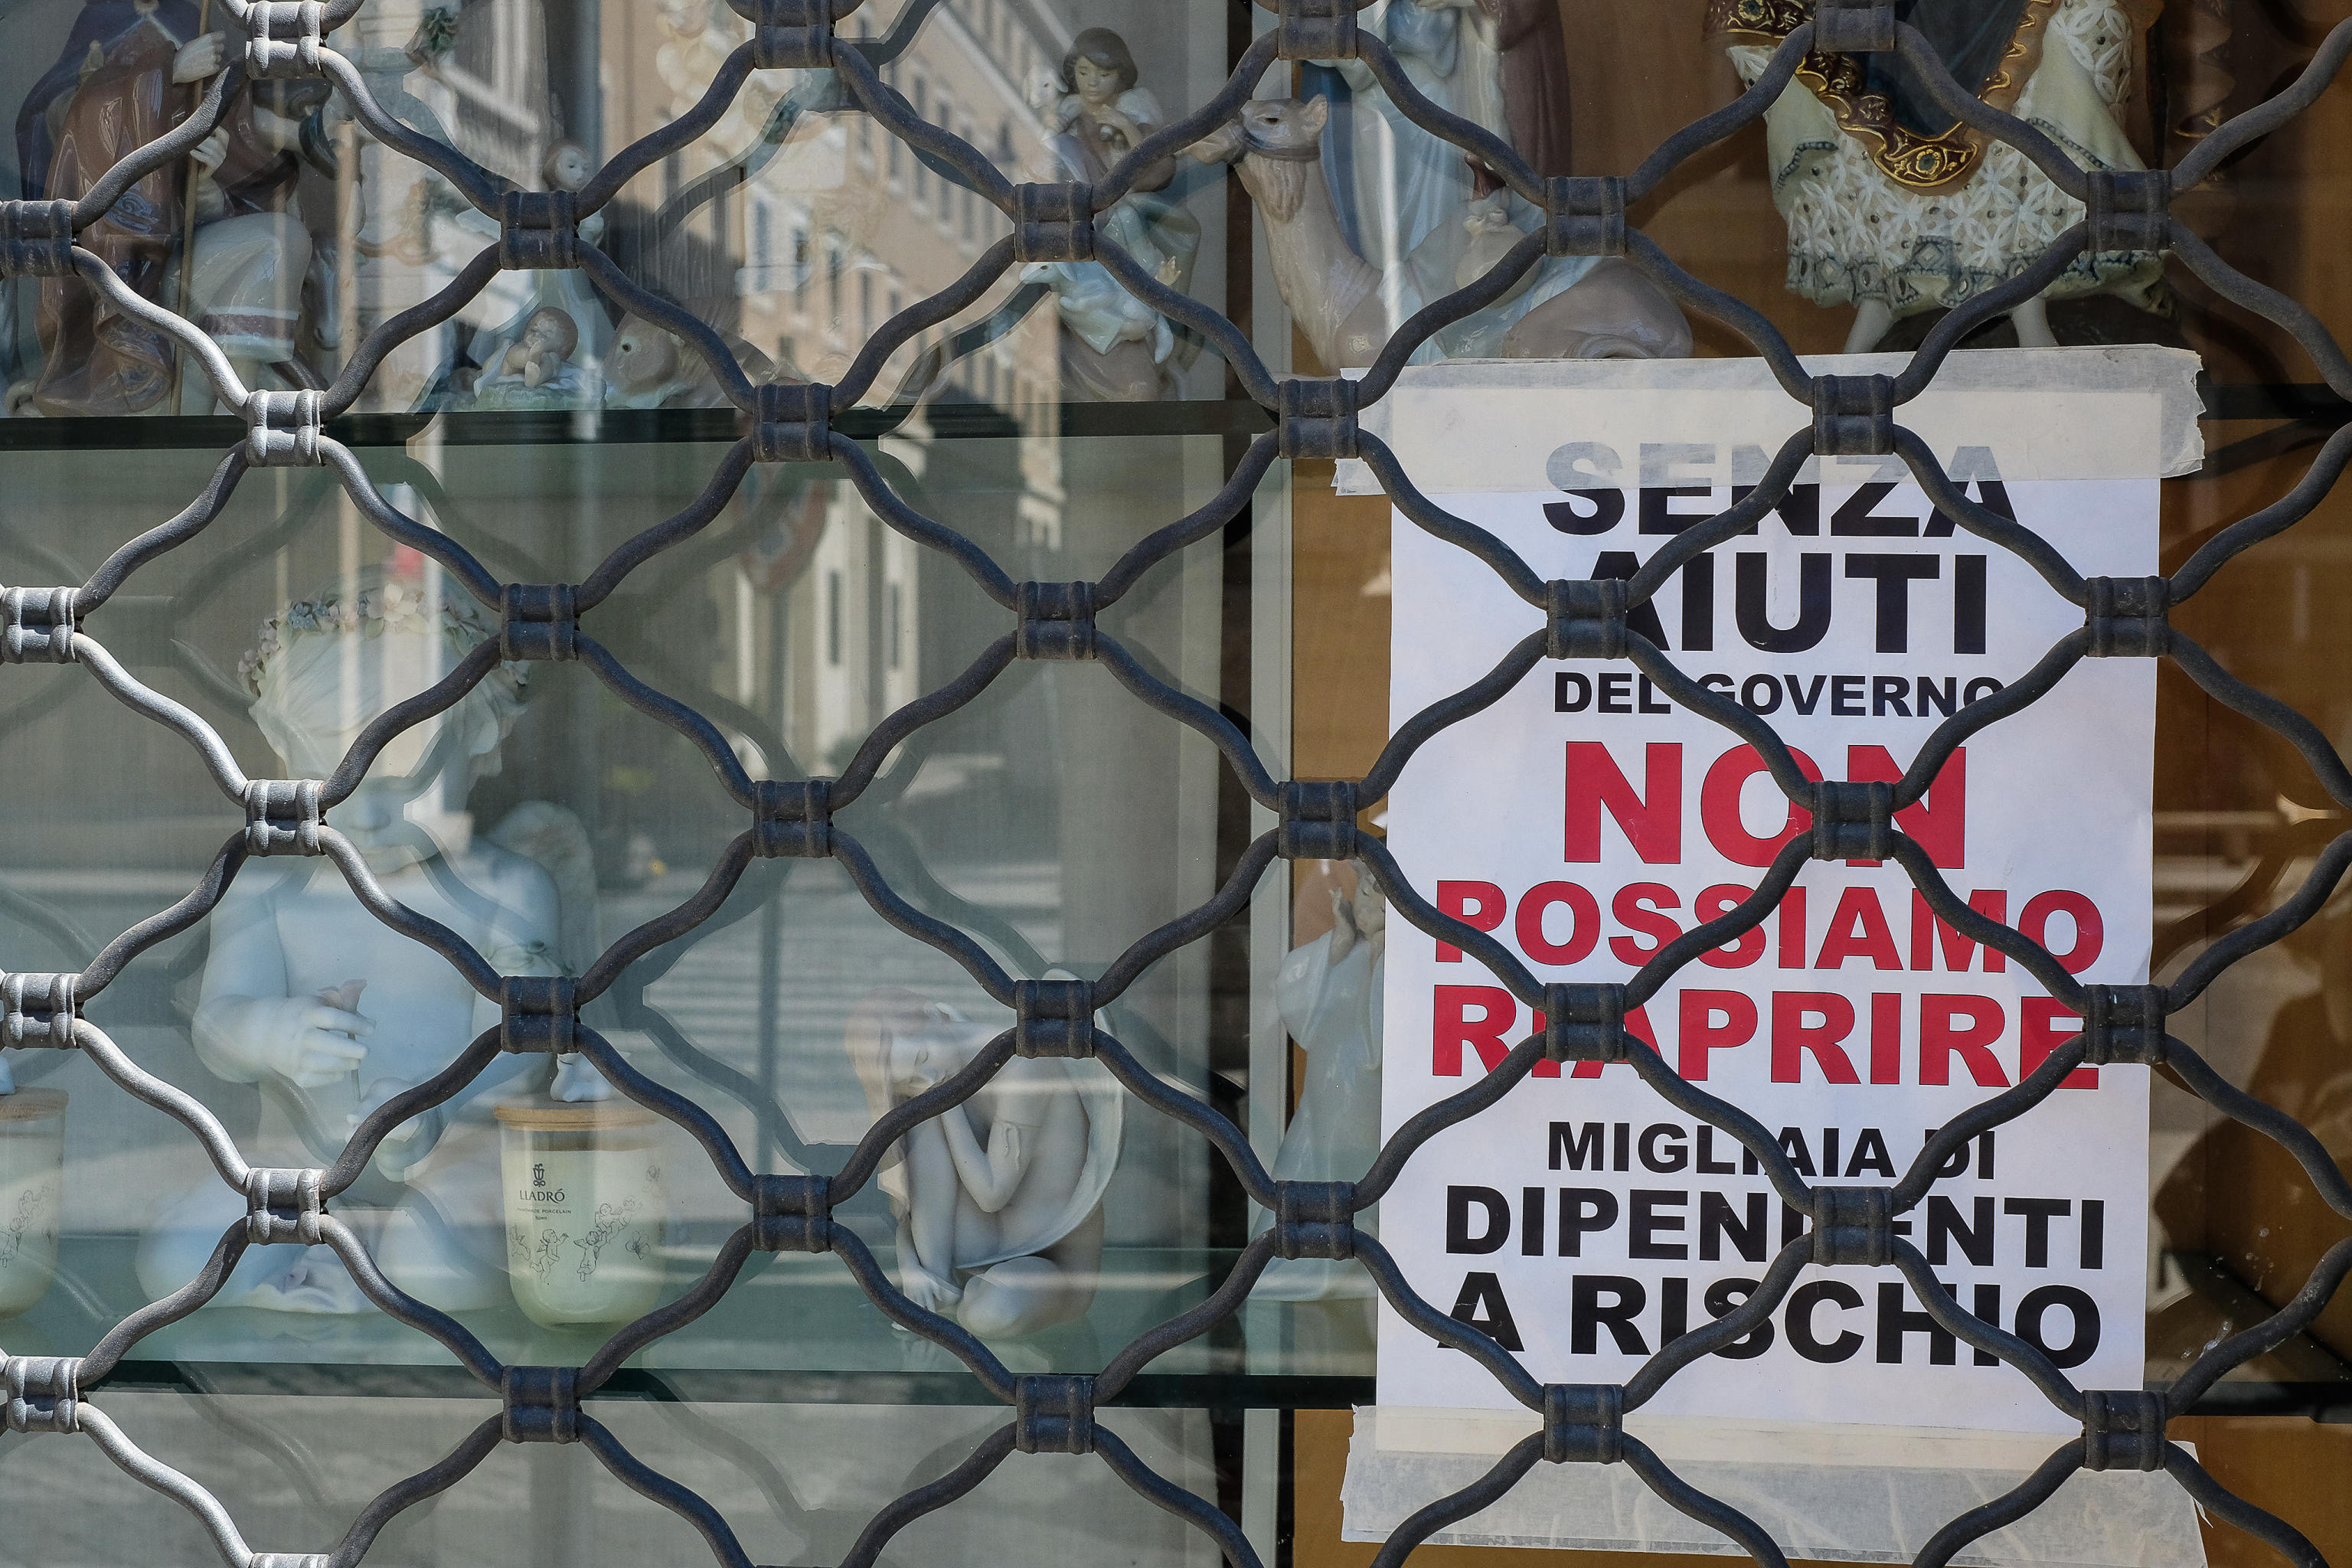 SENZA
AIUTI
DEL GOVERNO
NON
POSSIAMO
RIAPRIRE
MIGLIAIA DI
DIPENDENTI
A RISCHIO
LLADRÓ